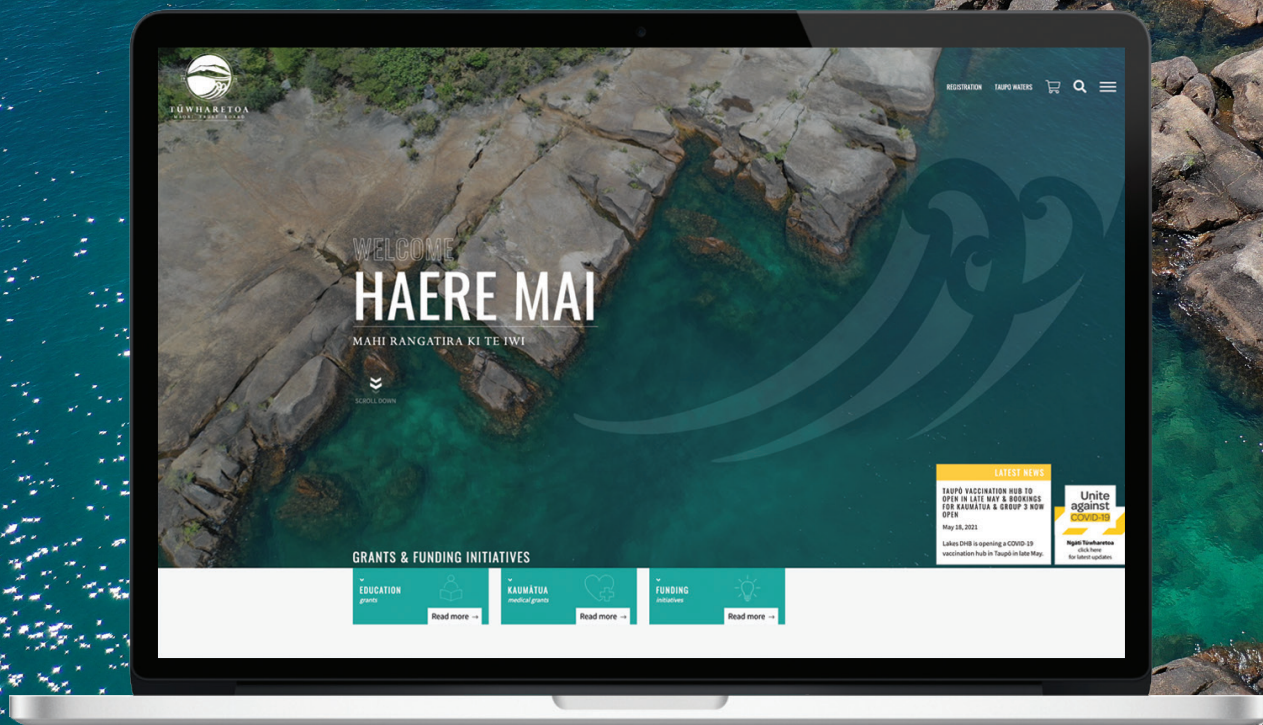 TŪWHARETOA
MAORI TRUST BOARD
REGISTRATION
TAUPO WATERS
WELCOME
HAERE MAI
MAHI RANGATIRA KI TE IWI
SCROLL DOWN
LATEST NEWS
TAUPŌ VACCINATION HUB TO
OPEN IN LATE MAY & BOOKINGS
FOR KAUMĀTUA & GROUP 3 NOW
OPEN
May 18, 2021
Lakes DHB is opening a COVID-19
vaccination hub in Taupō in late May.
Unite
against
COVID-19
Ngāti Tūwharetoa
click here
for latest updates
GRANTS & FUNDING INITIATIVES
EDUCATION
grants
Read more →
KAUMĀTUA
medical grants
Read more →
FUNDING
initiatives
Read more →